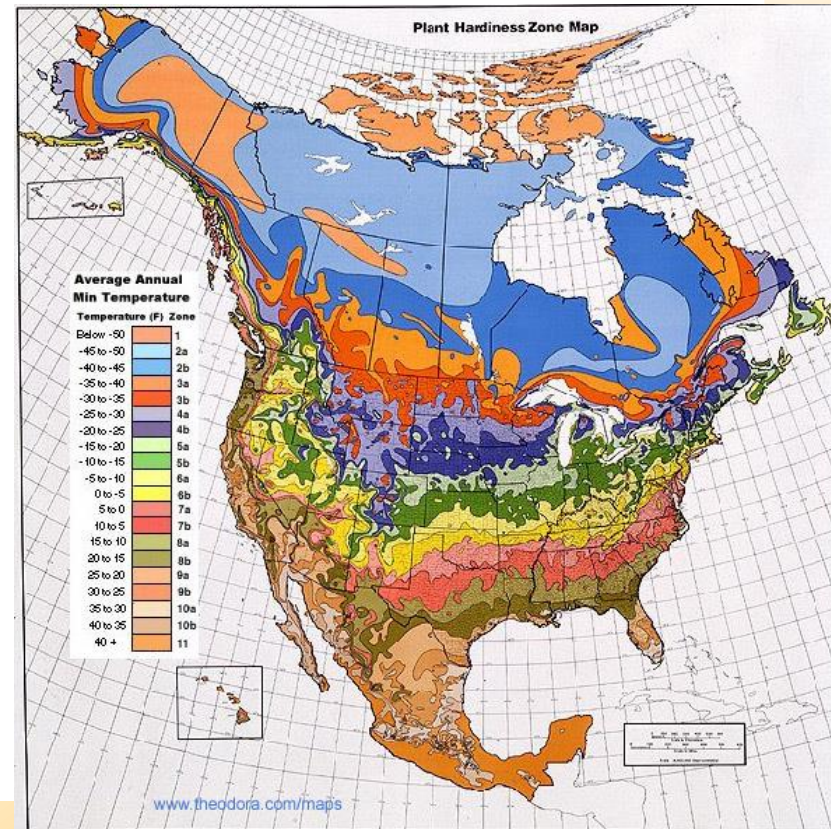 Plant Hardiness Zone Map
Average Annual
Min Temperature
Temperature (F) Zone
Below -50 1
-45 to -50 2a
-40 to -45 2b
-35 to -40 3a
-30 to -35 3b
-25 to -30 4a
-20 to -25 4b
-15 to -20 5a
-10 to -15 5b
-5 to -10 6a
0 to -5 6b
5 to 0 7a
10 to 5 7b
15 to 10 8a
20 to 15 8b
25 to 20 9a
30 to 25 9b
35 to 30 10a
40 to 35 10b
40 + 11
www.theodora.com/maps